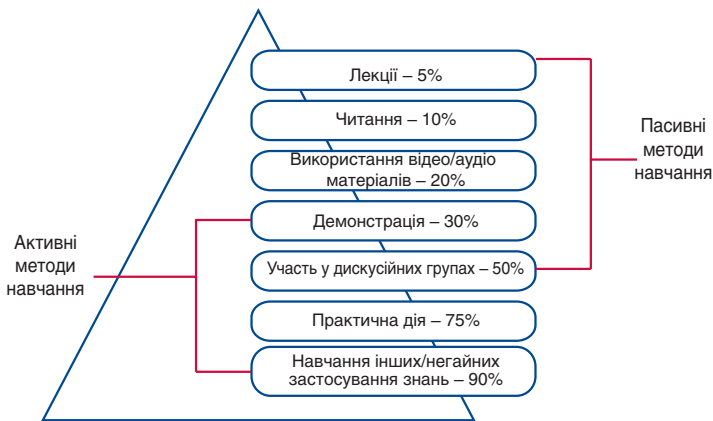 Лекції – 5%
Читання – 10%
Використання відео/аудіо
матеріалів – 20%
Демонстрація – 30%
Участь у дискусійних групах – 50%
Практична дія – 75%
Навчання інших/негайних
застосування знань – 90%
Пасивні
методи
навчання
Активні
методи
навчання